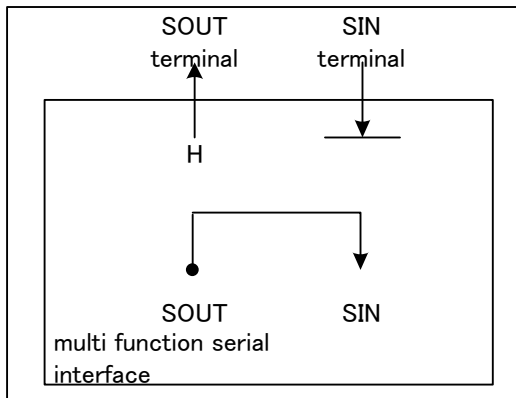 SOUT SIN
terminal terminal
H
SOUT SIN
multi function serial
interface